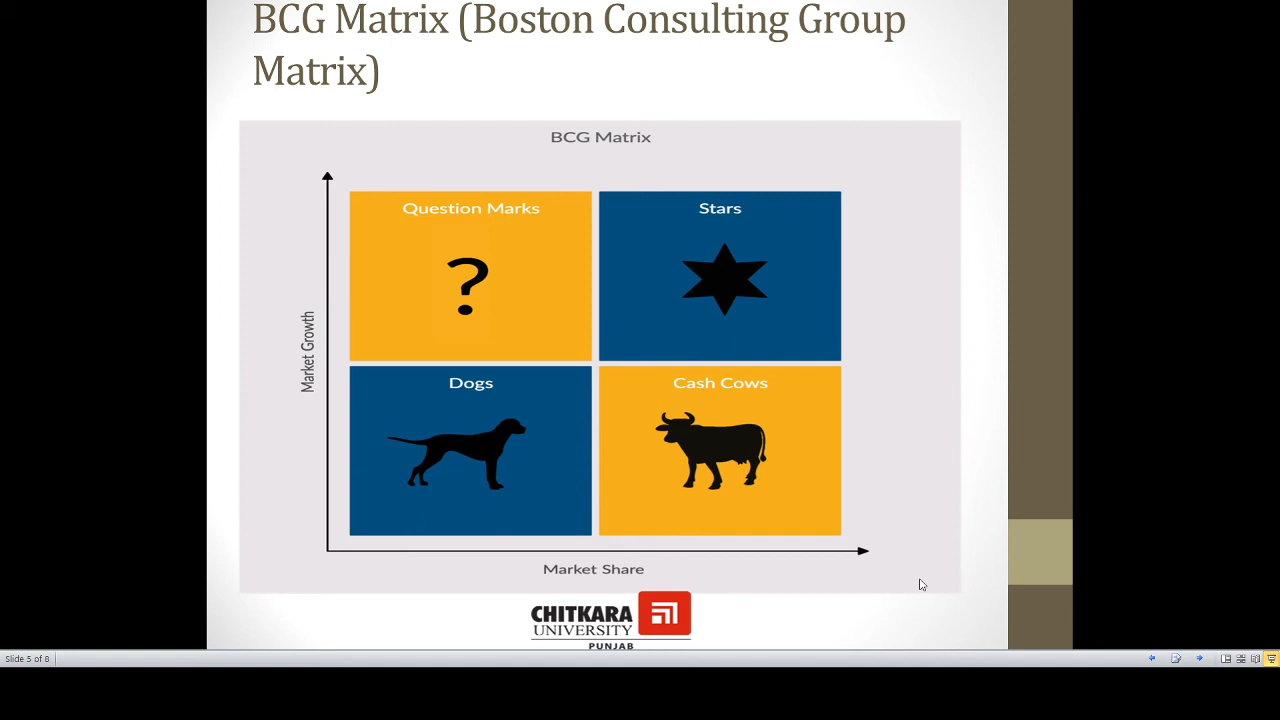 BCG Matrix (Boston Consulting Group
Matrix)
BCG Matrix
Question Marks
Stars
?
Market Growth
Dogs
Cash Cows
Market Share
CHITKARA
UNIVERSITY
PUNJAB
Slide 5 of 8